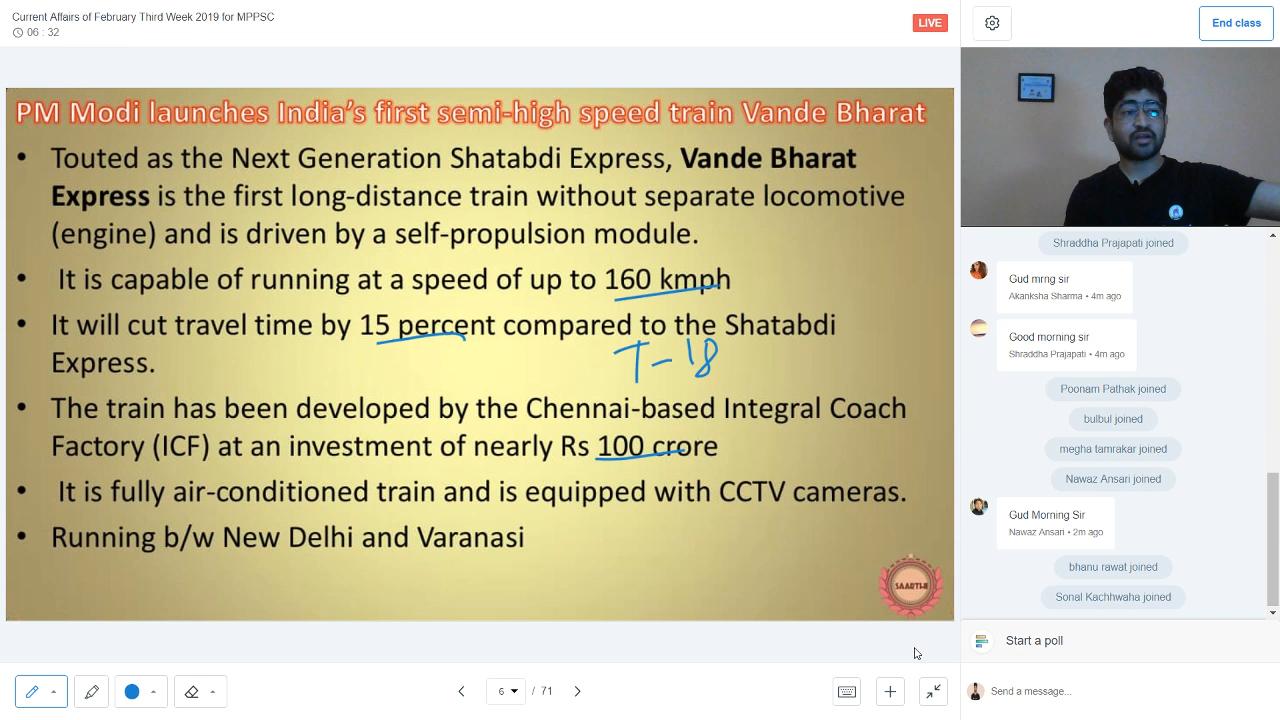 Current Affairs of February Third Week 2019 for MPPSC
06 : 32
LIVE
End class
PM Modi launches India's first semi-high speed train Vande Bharat
• Touted as the Next Generation Shatabdi Express, Vande Bharat
Express is the first long-distance train without separate locomotive
(engine) and is driven by a self-propulsion module.
• It is capable of running at a speed of up to 160 kmph
• It will cut travel time by 15 percent compared to the Shatabdi
Express.
T-18
• The train has been developed by the Chennai-based Integral Coach
Factory (ICF) at an investment of nearly Rs 100 crore
• It is fully air-conditioned train and is equipped with CCTV cameras.
• Running b/w New Delhi and Varanasi
SAARTHI
Shraddha Prajapati joined
Gud mrng sir
Akanksha Sharma • 4m ago
Good morning sir
Shraddha Prajapati • 4m ago
Poonam Pathak joined
bulbul joined
megha tamrakar joined
Nawaz Ansari joined
Gud Morning Sir
Nawaz Ansari • 2m ago
bhanu rawat joined
Sonal Kachhwaha joined
Start a poll
6 / 71
Send a message...